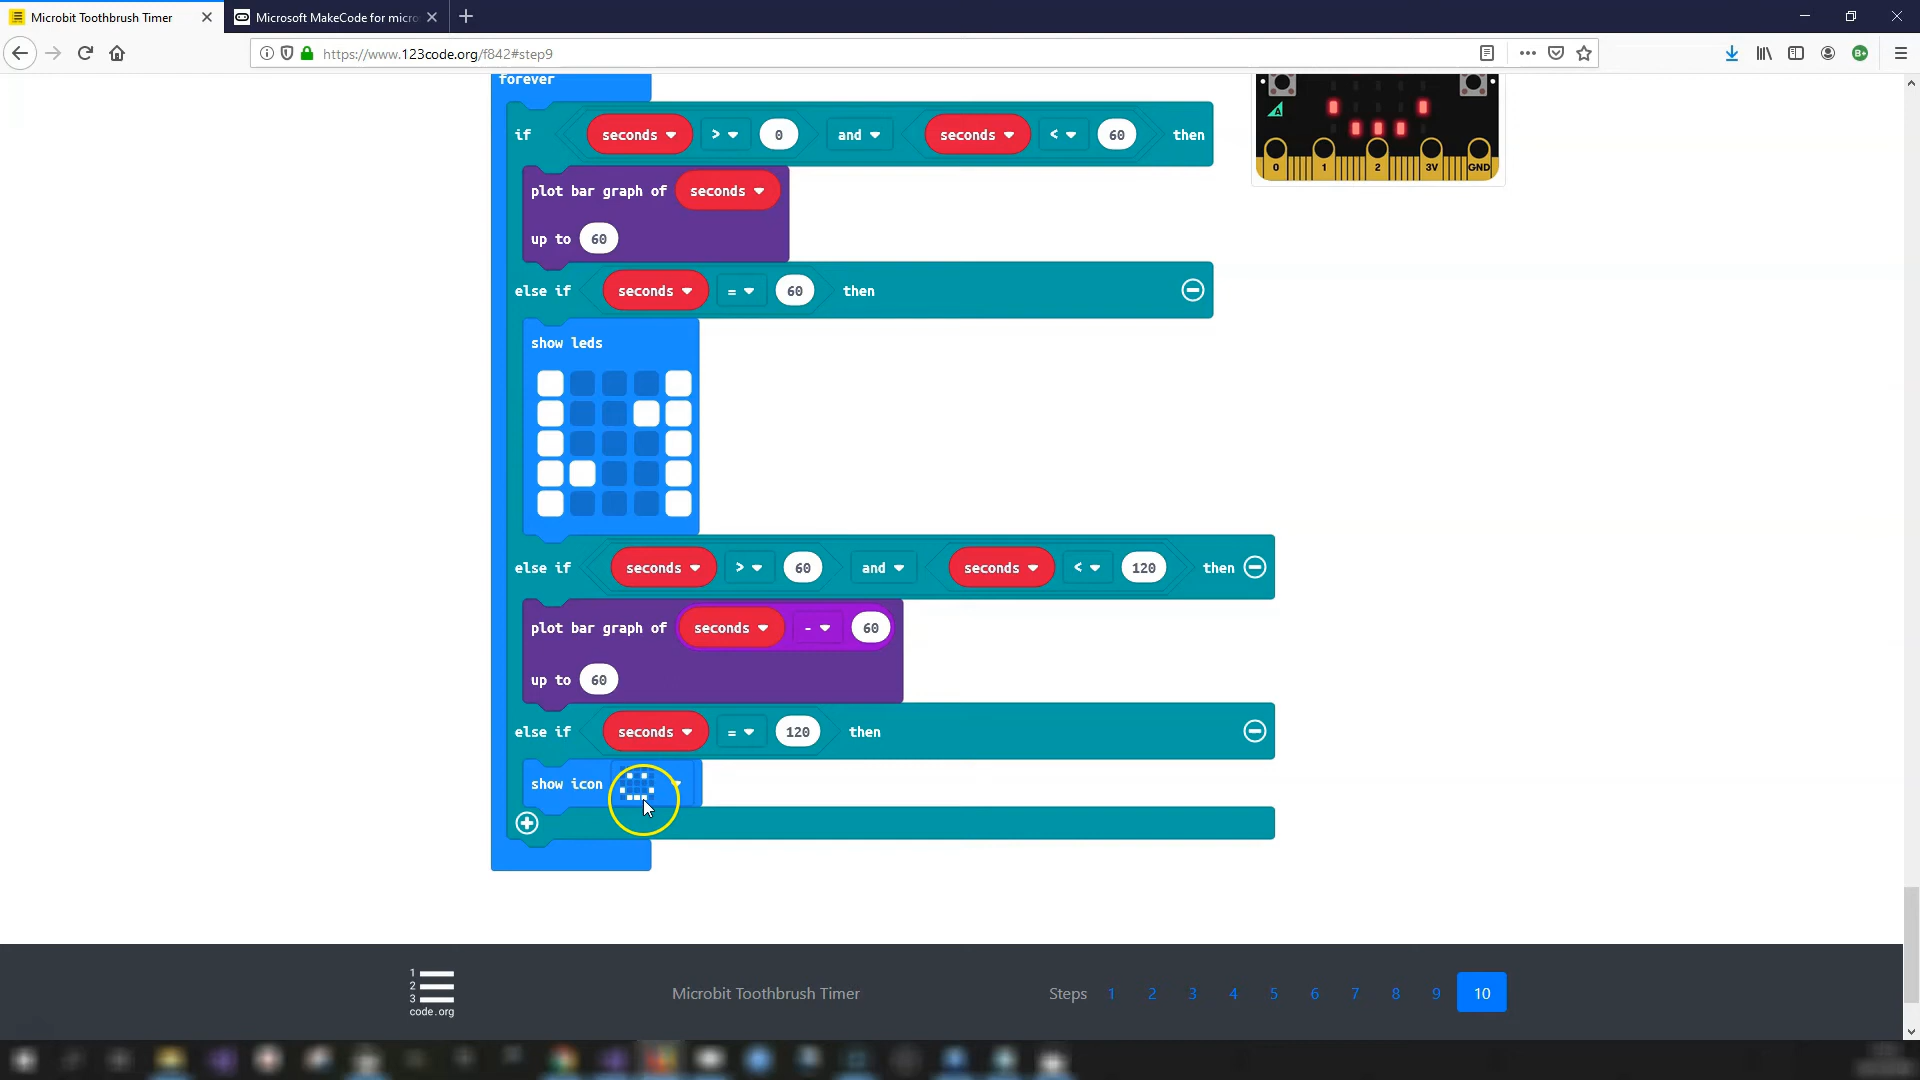 Microbit Toothbrush Timer
Microsoft MakeCode for micro
https://www.123code.org/f842#step9
B+
forever
if seconds > 0 and seconds < 60 then
0 1 2 3V GND
plot bar graph of seconds
up to 60
else if seconds = 60 then
show leds
else if seconds > 60 and seconds < 120 then
plot bar graph of seconds - 60
up to 60
else if seconds = 120 then
show icon
1
2
3
code.org
Microbit Toothbrush Timer
Steps 1 2 3 4 5 6 7 8 9 10